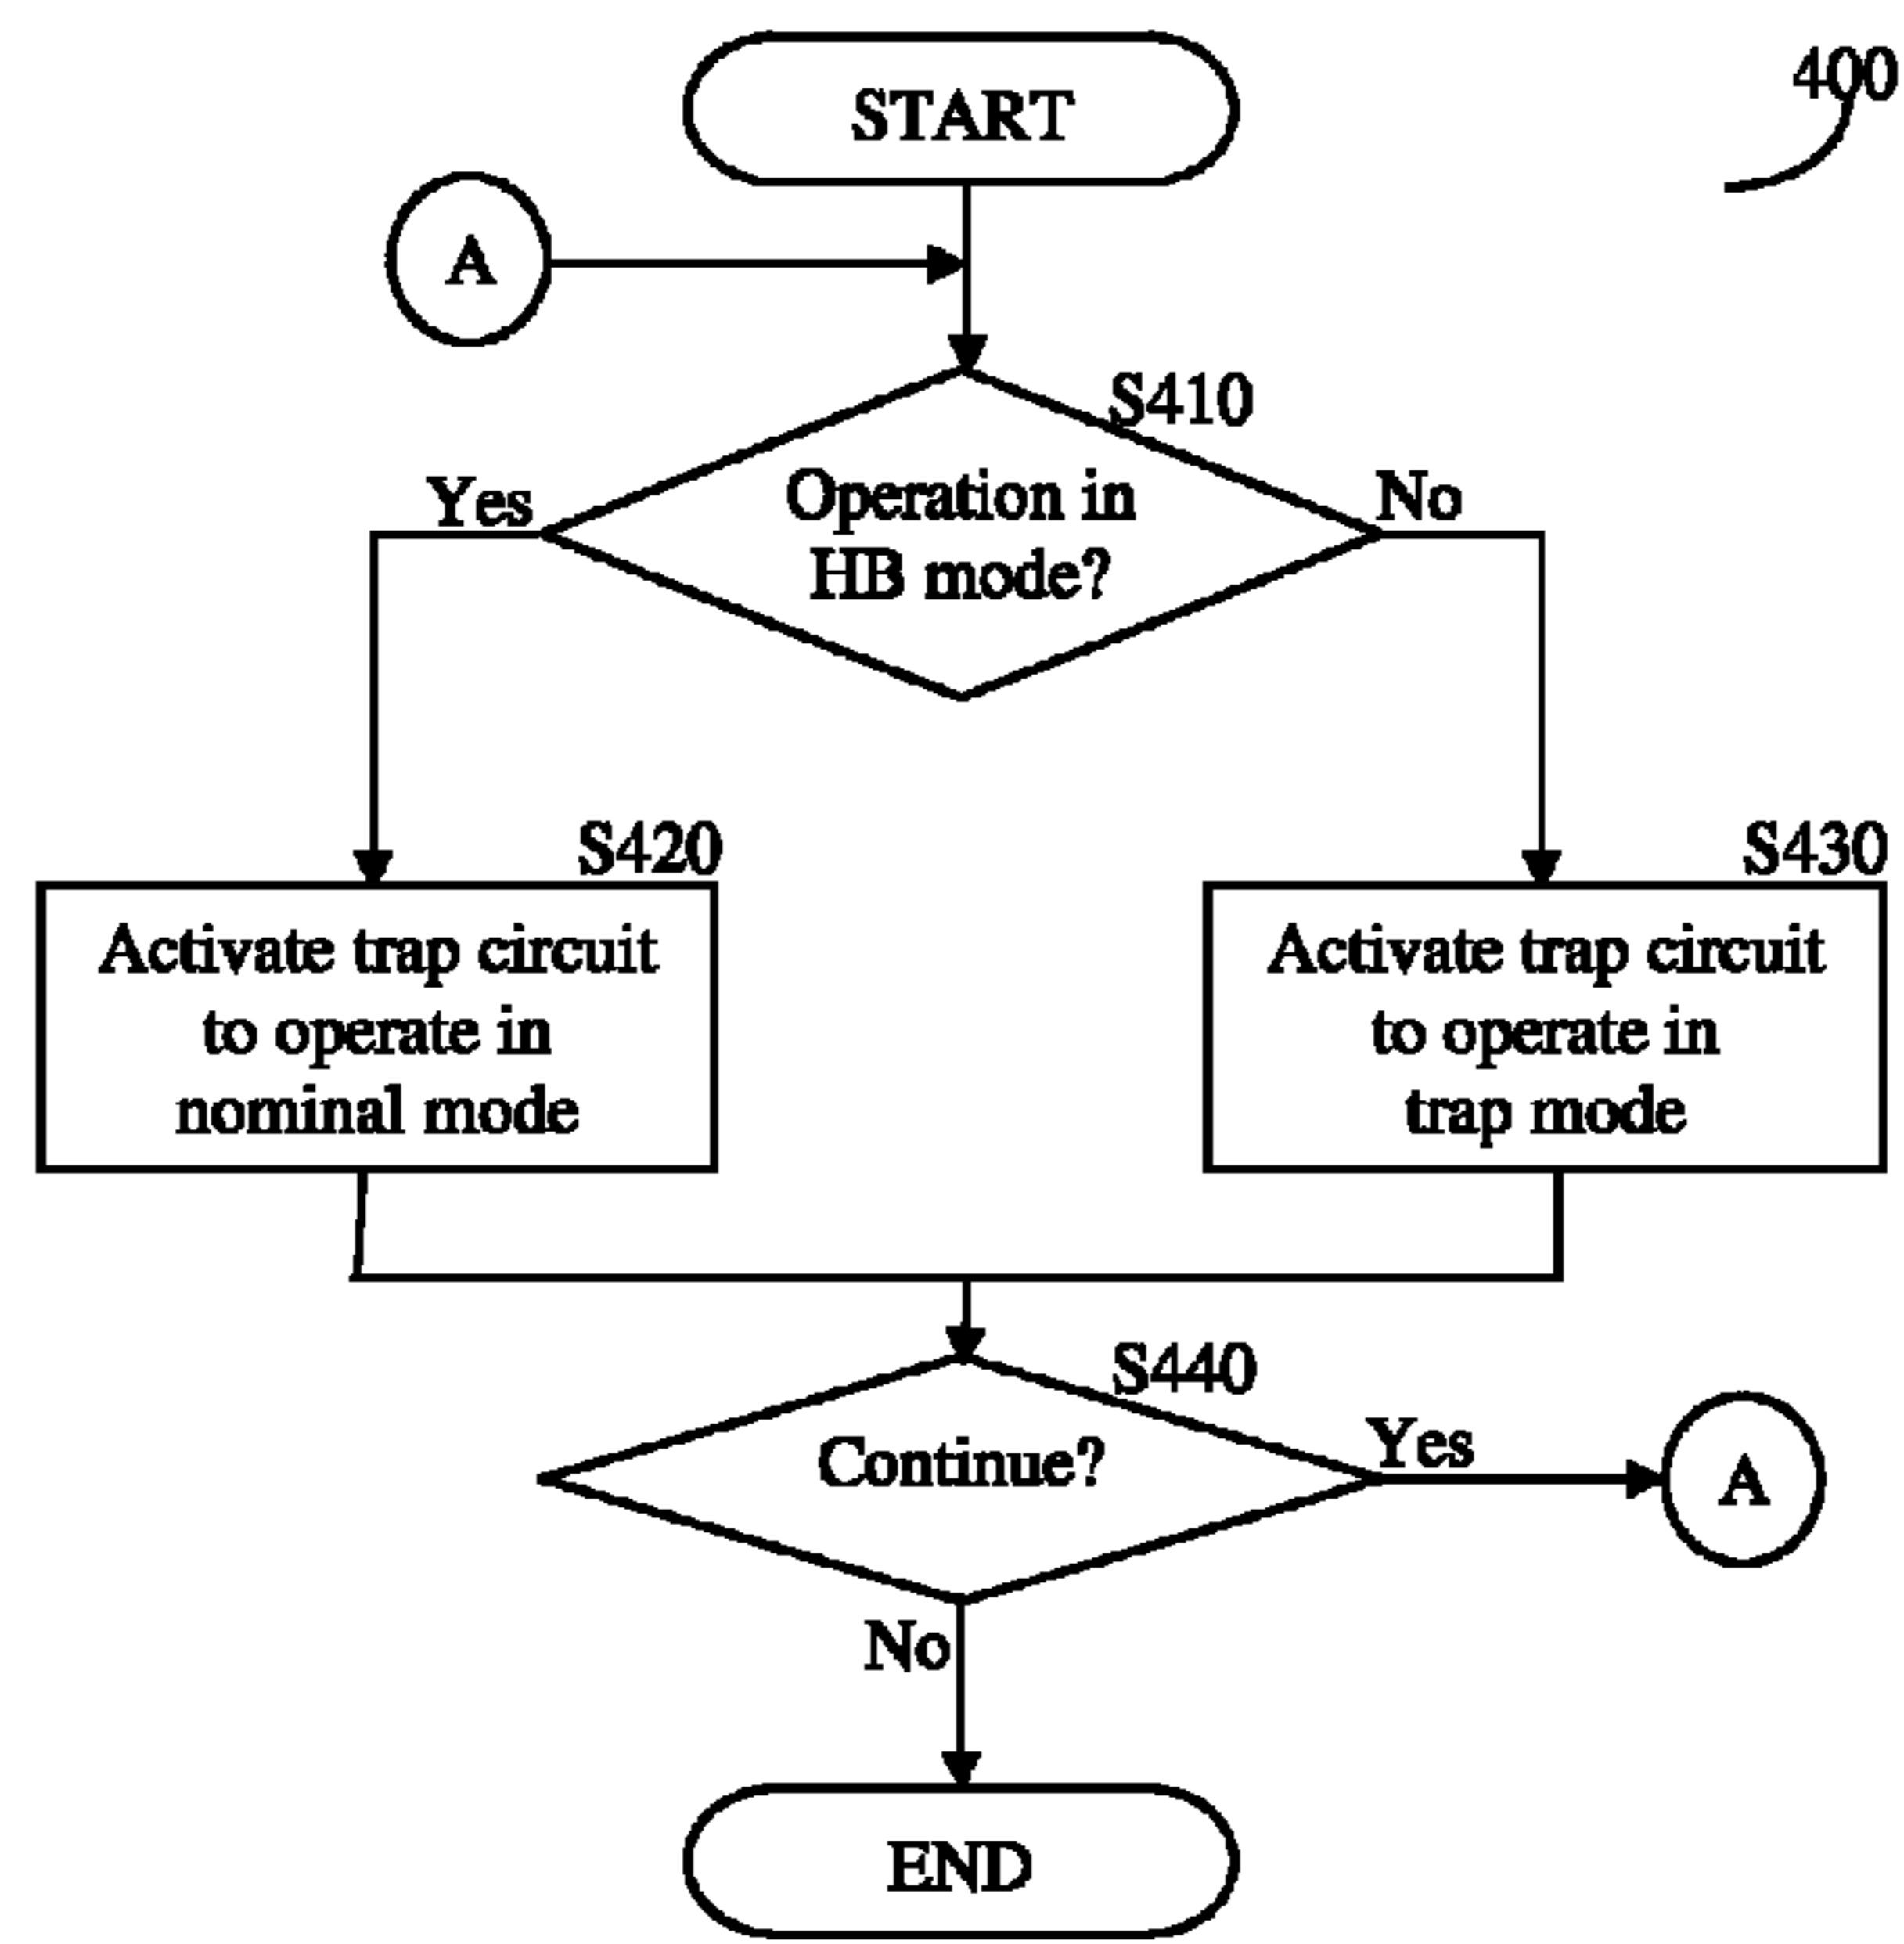 START
400
A
S410
Yes
Operation in
HB mode?
No
S420
Activate trap circuit
to operate in
nominal mode
S430
Activate trap circuit
to operate in
trap mode
S440
Continue?
Yes
A
No
END